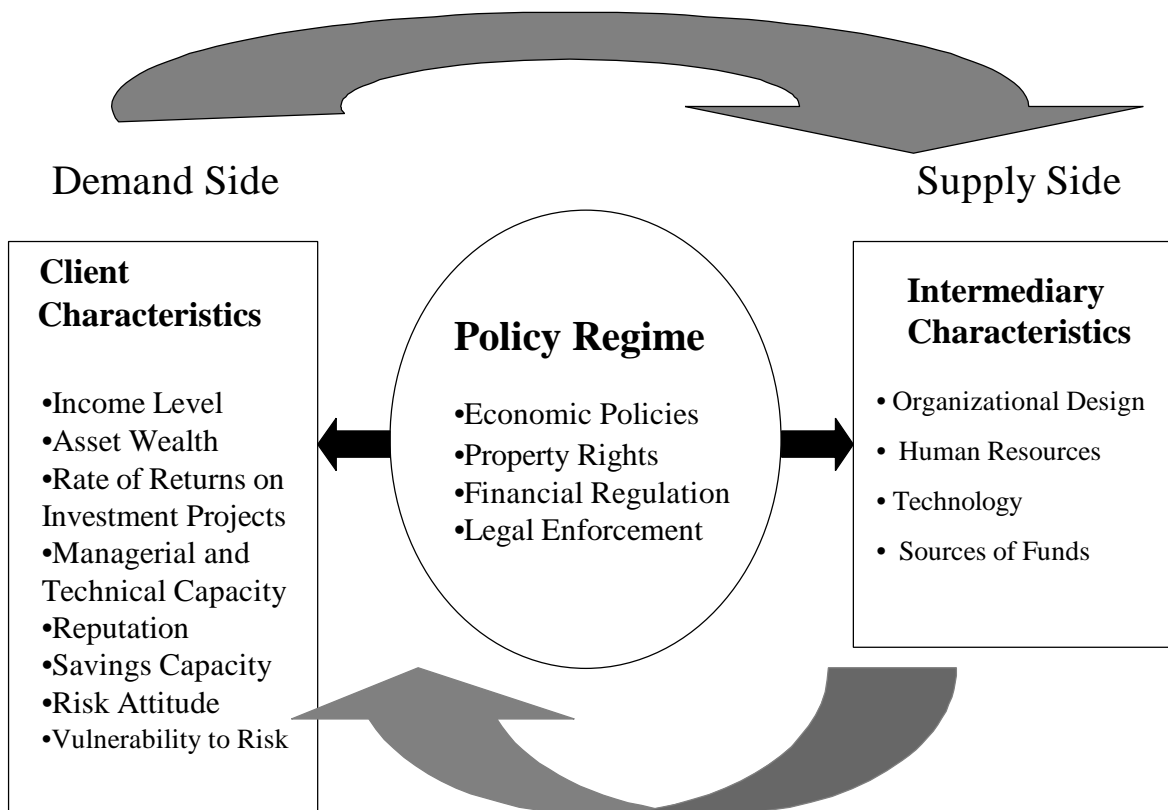 Demand Side
Supply Side
Client
Characteristics
•Income Level
•Asset Wealth
•Rate of Returns on
Investment Projects
•Managerial and
Technical Capacity
•Reputation
•Savings Capacity
•Risk Attitude
•Vulnerability to Risk
Policy Regime
•Economic Policies
•Property Rights
•Financial Regulation
•Legal Enforcement
Intermediary
Characteristics
• Organizational Design
• Human Resources
• Technology
• Sources of Funds